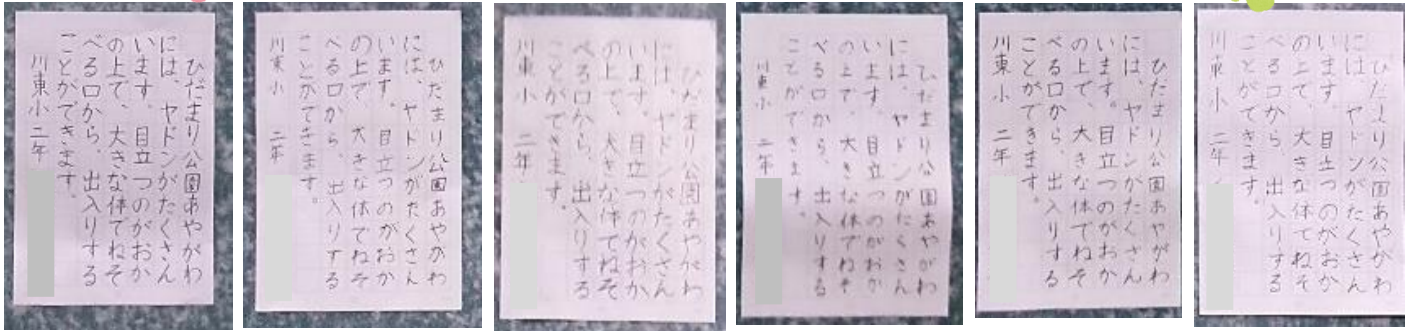 ひだまり公園あやがわ
には、ヤドンがたくさん
います。目立つのがおか
の上で、大きな体でねそ
べる口から、出入りする
ことができます。
川東小 二年
ひだまり公園あやがわ
には、ヤドンがたくさん
います。目立つのがおか
の上で、大きな体でねそ
べる口から、出入りする
ことができます。
川東小 二年
ひだまり公園あやがわ
には、ヤドンがたくさん
います。目立つのがおか
の上で、大きな体でねそ
べる口から、出入りする
ことができます。
川東小 二年
ひだまり公園あやがわ
には、ヤドンがたくさん
います。目立つのがおか
の上で、大きな体でねそ
べる口から、出入りする
ことができます。
川東小 二年
ひだまり公園あやがわ
には、ヤドンがたくさん
います。目立つのがおか
の上で、大きな体でねそ
べる口から、出入りする
ことができます。
川東小 二年
ひだまり公園あやがわ
には、ヤドンがたくさん
います。目立つのがおか
の上で、大きな体でねそ
べる口から、出入りする
ことができます。
川東小 二年